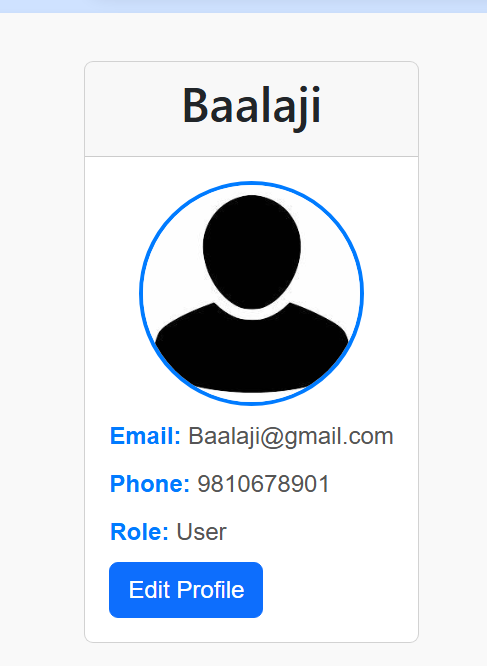 Baalaji
Email: Baalaji@gmail.com
Phone: 9810678901
Role: User
Edit Profile